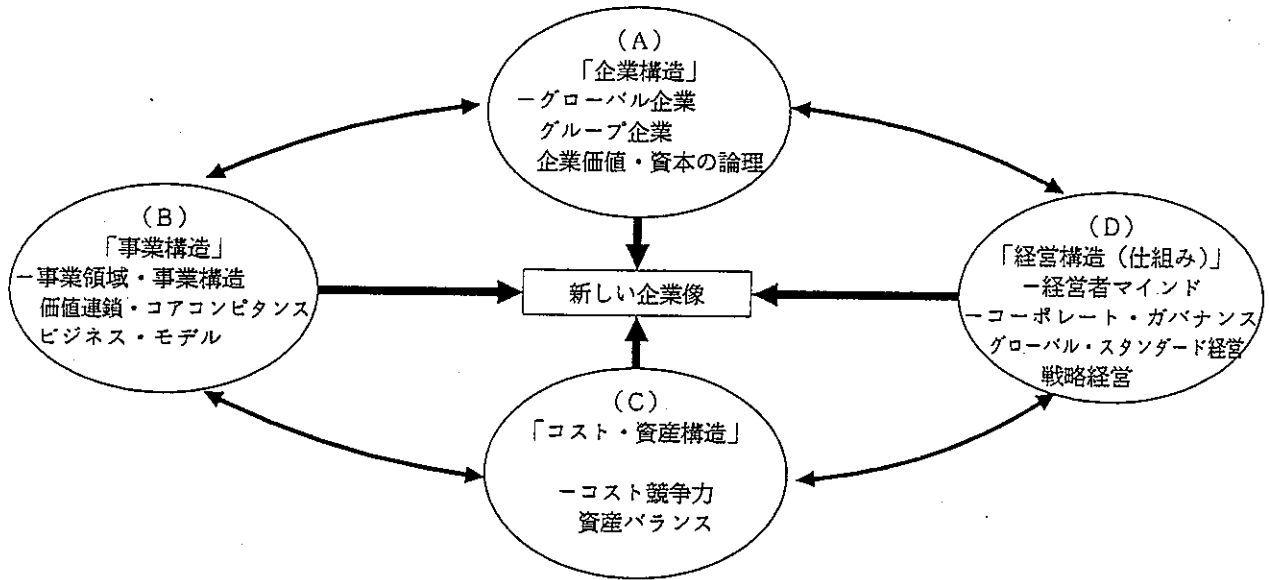 (A)
「企業構造」
－グローバル企業
グループ企業
企業価値・資本の論理
(B)
「事業構造」
－事業領域・事業構造
価値連鎖・コアコンピタンス
ビジネス・モデル
新しい企業像
(D)
「経営構造（仕組み）」
－経営者マインド
－コーポレート・ガバナンス
グローバル・スタンダード経営
戦略経営
(C)
「コスト・資産構造」
－コスト競争力
資産バランス